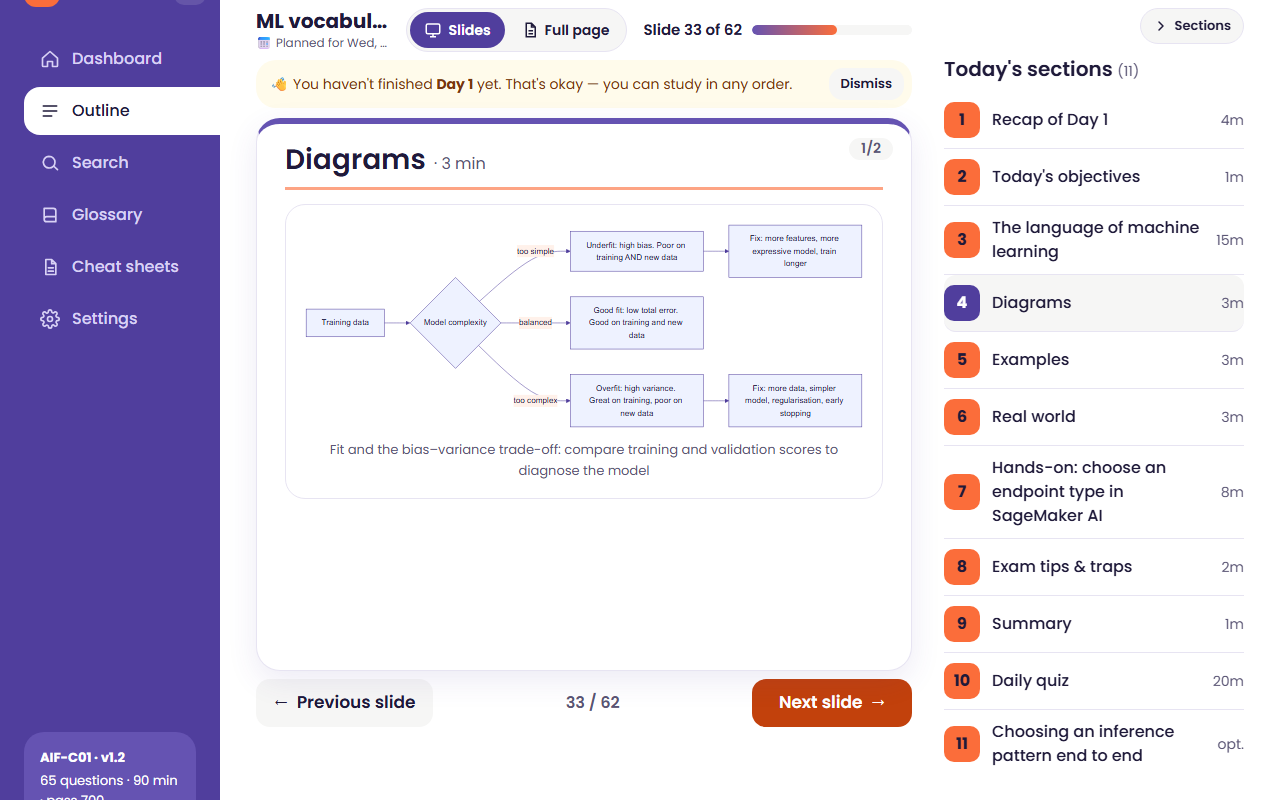 Dashboard
Outline
Search
Glossary
Cheat sheets
Settings
AIF-C01 · v1.2
65 questions · 90 min
· pass 700
ML vocabul...
Planned for Wed, ...
Slides
Full page
Slide 33 of 62
You haven't finished Day 1 yet. That's okay — you can study in any order.
Dismiss
Diagrams · 3 min
1/2
Training data
Model complexity
too simple
balanced
too complex
Underfit: high bias. Poor on
training AND new data
Fix: more features, more
expressive model, train
longer
Good fit: low total error.
Good on training and new
data
Overfit: high variance.
Great on training, poor on
new data
Fix: more data, simpler
model, regularisation, early
stopping
Fit and the bias–variance trade-off: compare training and validation scores to
diagnose the model
← Previous slide
33 / 62
Next slide →
Sections
Today's sections (11)
1 Recap of Day 1 4m
2 Today's objectives 1m
3 The language of machine
learning 15m
4 Diagrams 3m
5 Examples 3m
6 Real world 3m
7 Hands-on: choose an
endpoint type in
SageMaker AI 8m
8 Exam tips & traps 2m
9 Summary 1m
10 Daily quiz 20m
11 Choosing an inference
pattern end to end opt.